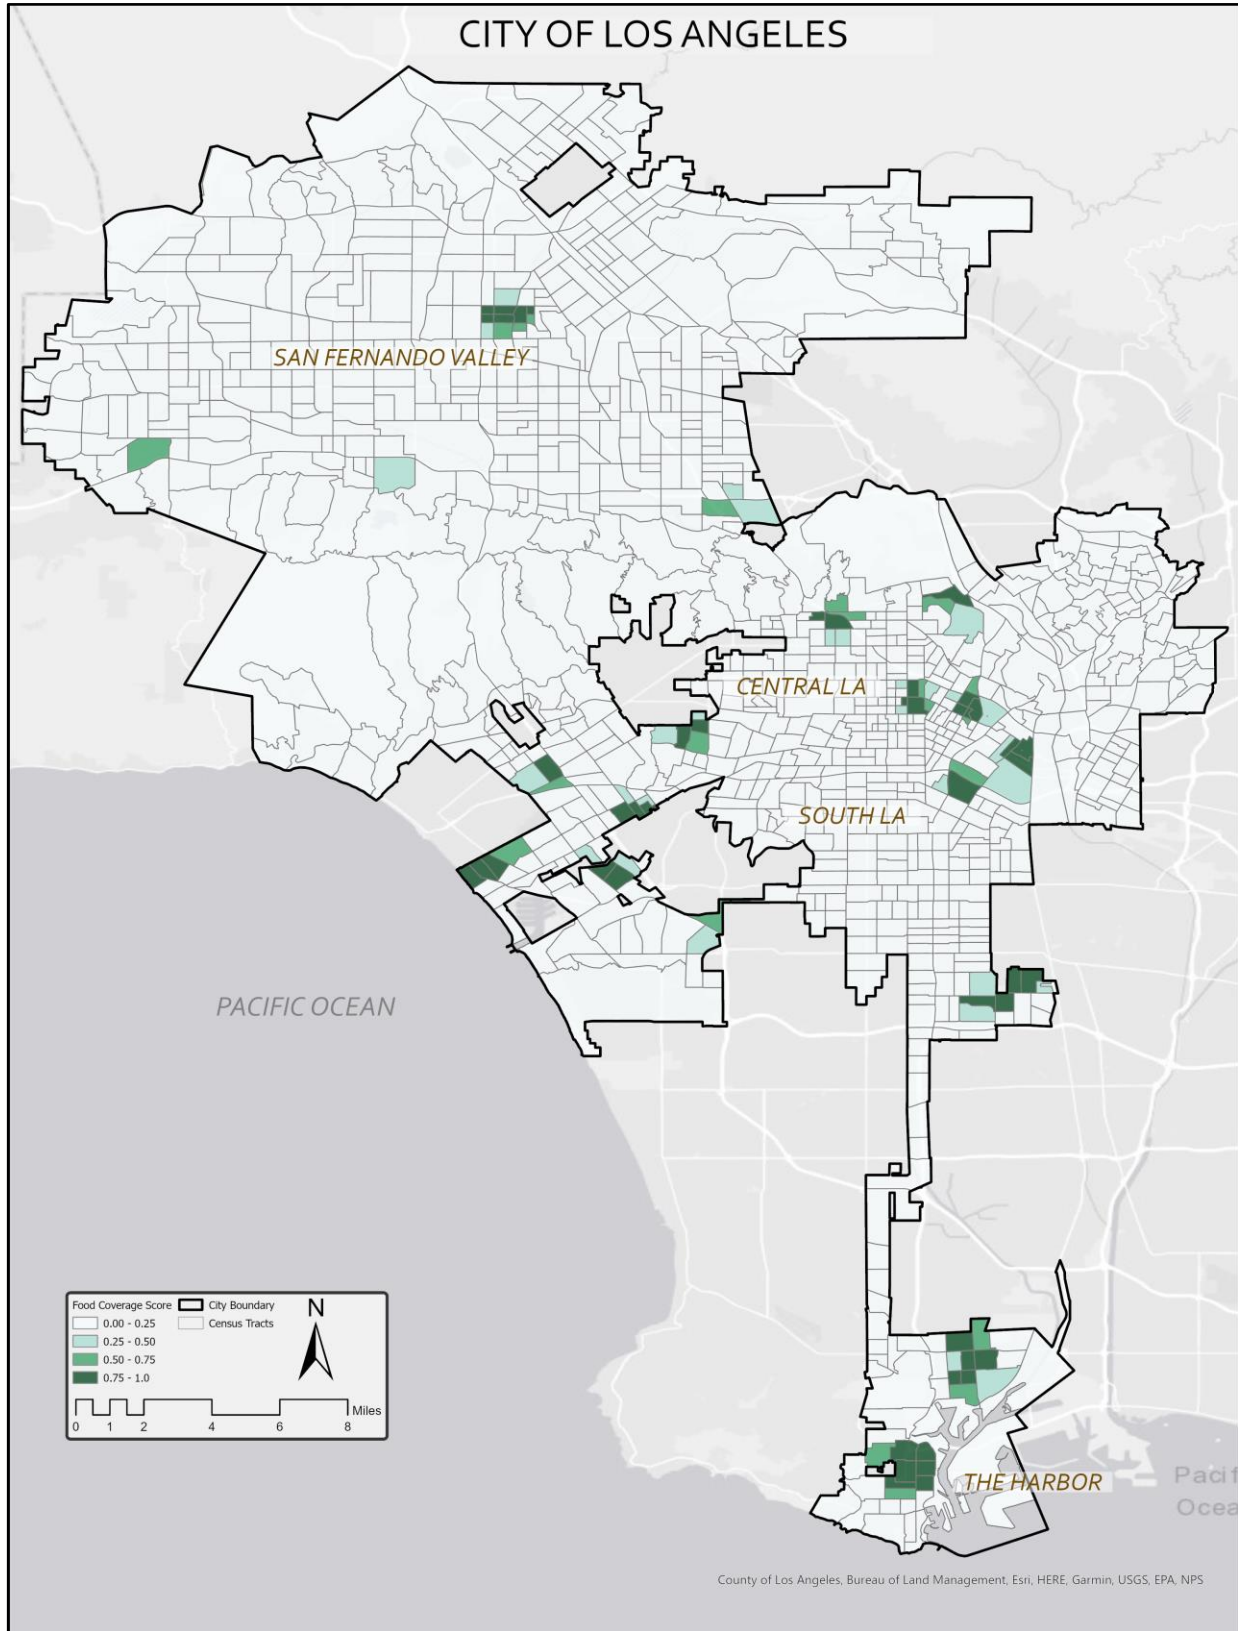 CITY OF LOS ANGELES
SAN FERNANDO VALLEY
CENTRAL LA
SOUTH LA
PACIFIC OCEAN
Food Coverage Score
0.00 - 0.25
0.25 - 0.50
0.50 - 0.75
0.75 - 1.0
City Boundary
Census Tracts
N
Miles
0 1 2 4 6 8
THE HARBOR
Pacif
Ocea
County of Los Angeles, Bureau of Land Management, Esri, HERE, Garmin, USGS, EPA, NPS